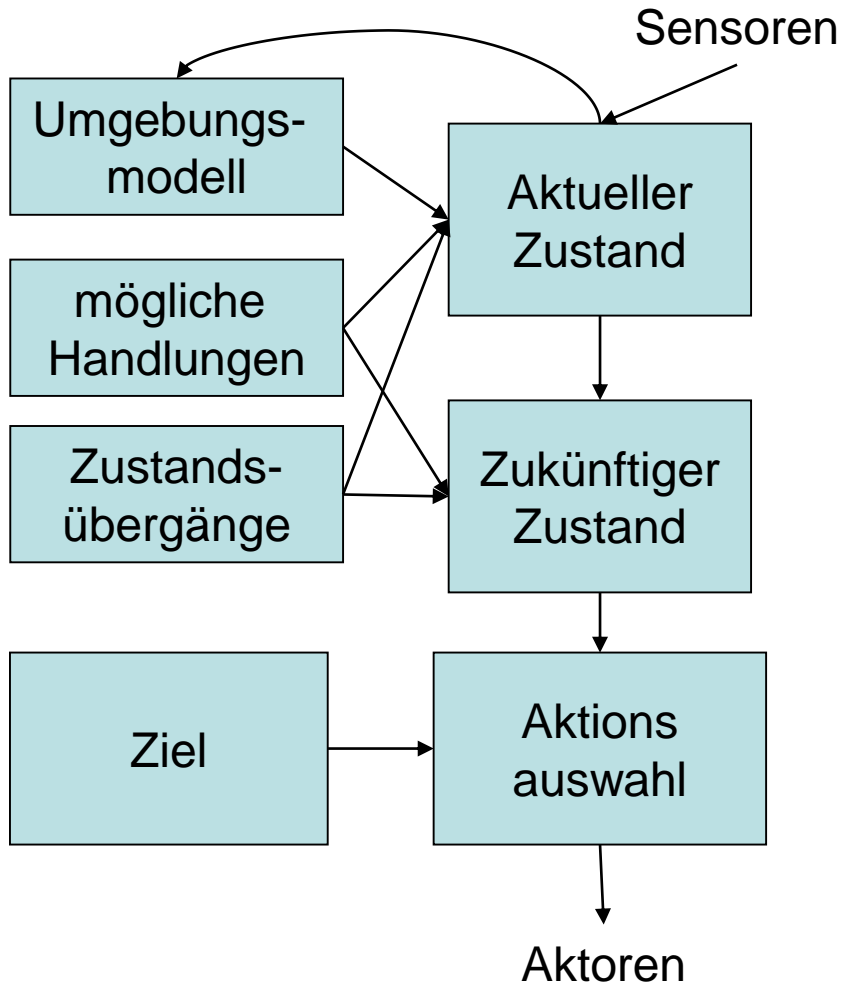 Sensoren
Umgebungs-
modell
Aktueller
Zustand
mögliche
Handlungen
Zustands-
übergänge
Zukünftiger
Zustand
Ziel
Aktions
auswahl
Aktoren